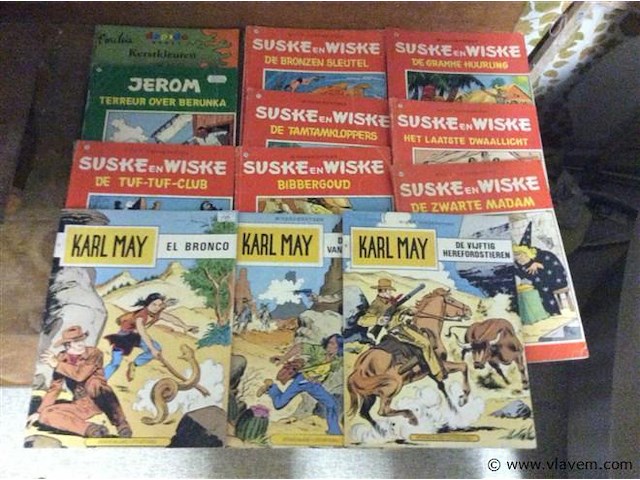 Kerstkleuren
JEROM
TERREUR OVER BERUNKA
SUSKE EN WISKE
DE BRONZEN SLEUTEL
SUSKE EN WISKE
DE GRAMME HUURLING
SUSKE EN WISKE
DE TAMTAMKLOPPERS
SUSKE EN WISKE
HET LAATSTE DWAALLICHT
SUSKE EN WISKE
DE TUF-TUF-CLUB
SUSKE EN WISKE
BIBBERGOUD
SUSKE EN WISKE
DE ZWARTE MADAM
KARL MAY
EL BRONCO
KARL MAY
VAN
KARL MAY
DE VIJFTIG
HEREFORDSTIEREN
© www.vlavem.com